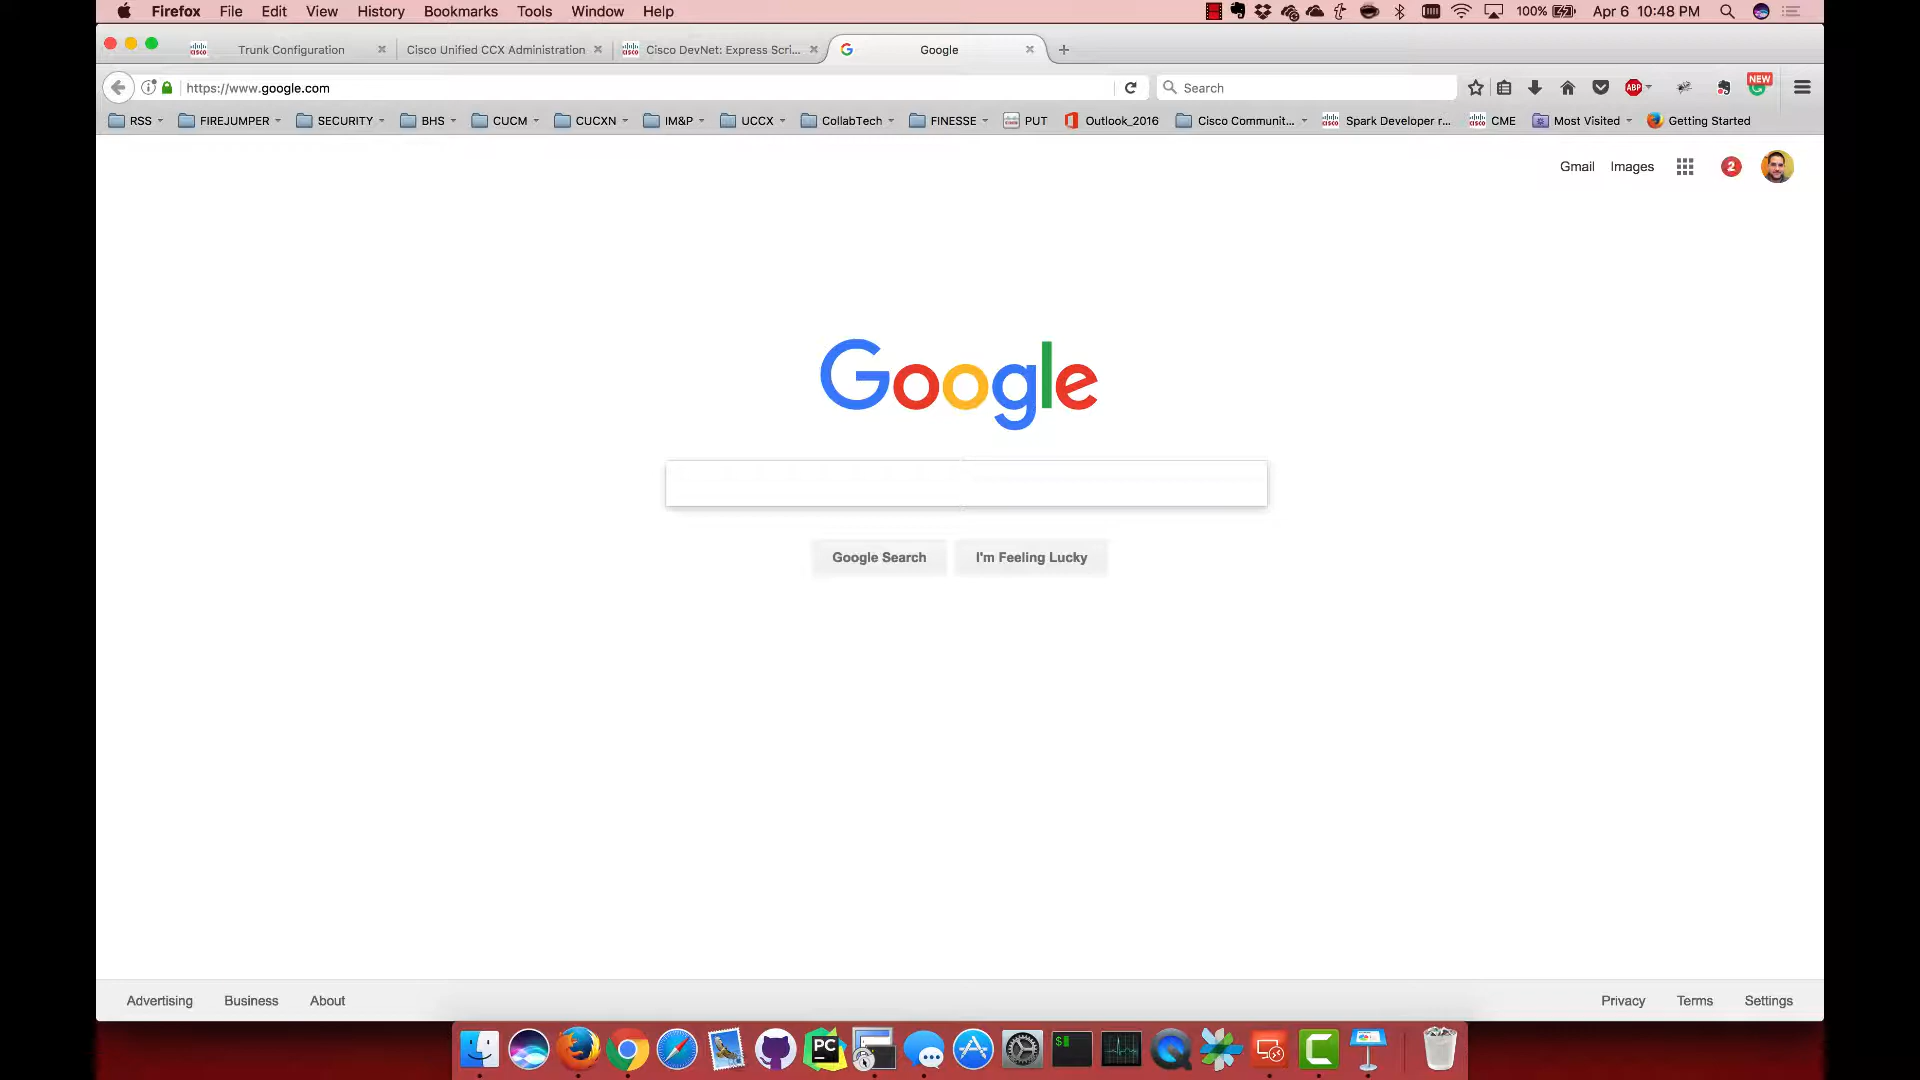 Firefox File Edit View History Bookmarks Tools Window Help 100% Apr 6 10:48 PM
Trunk Configuration Cisco Unified CCX Administration Cisco DevNet: Express Scri... Google
https://www.google.com Search ABP NEW
RSS FIREJUMPER SECURITY BHS CUCM CUCXN IM&P UCCX CollabTech FINESSE PUT Outlook_2016 Cisco Communit... Spark Developer r... CME Most Visited Getting Started
Gmail Images 2
Google
Google Search I'm Feeling Lucky
Advertising Business About Privacy Terms Settings
PC